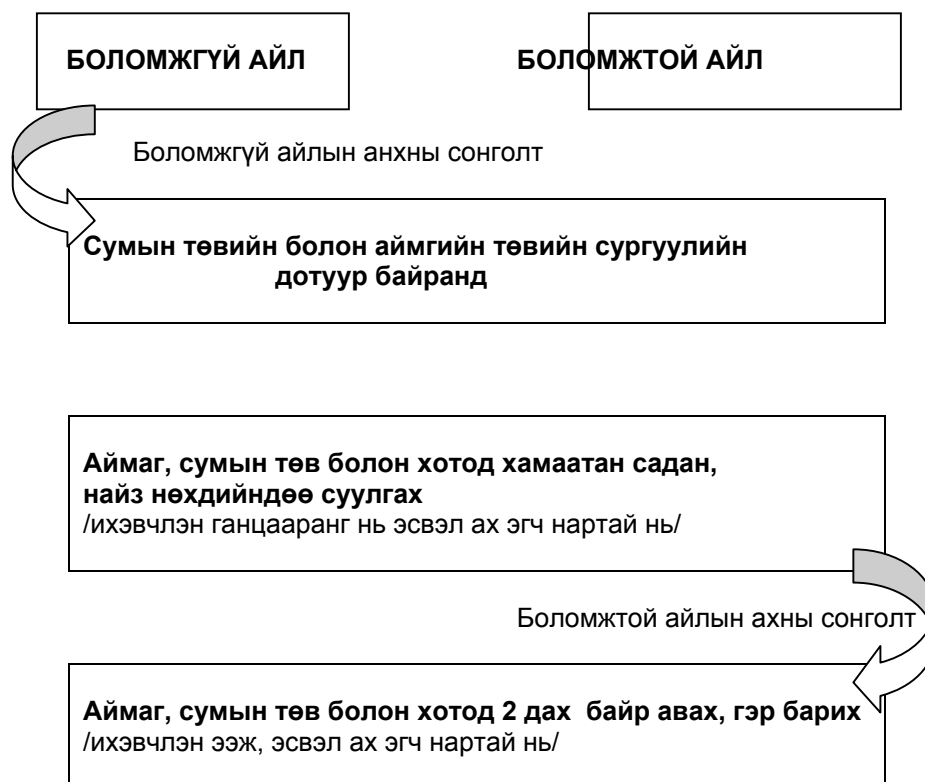 БОЛОМЖГҮЙ АЙЛ
БОЛОМЖТОЙ АЙЛ
Боломжгүй айлын анхны сонголт
Сумын төвийн болон аймгийн төвийн сургуулийн
дотуур байранд
Аймаг, сумын төв болон хотод хамаатан садан,
найз нөхдийндөө суулгах
/ихэвчлэн ганцааранг нь эсвэл ах эгч нартай нь/
Боломжтой айлын ахны сонголт
Аймаг, сумын төв болон хотод 2 дах байр авах, гэр барих
/ихэвчлэн ээж, эсвэл ах эгч нартай нь/